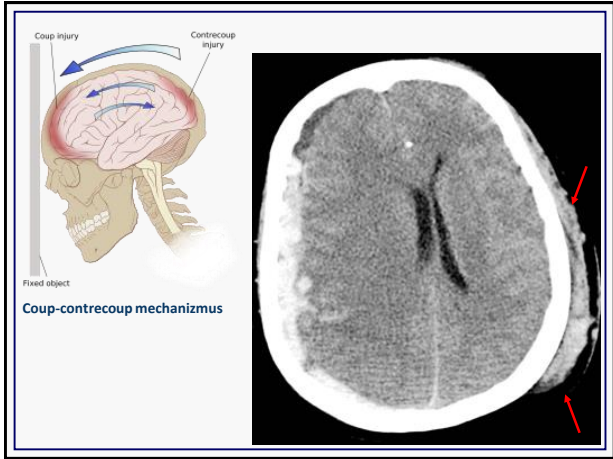 Coup injury
Contrecoup
injury
Fixed object
Coup-contrecoup mechanizmus